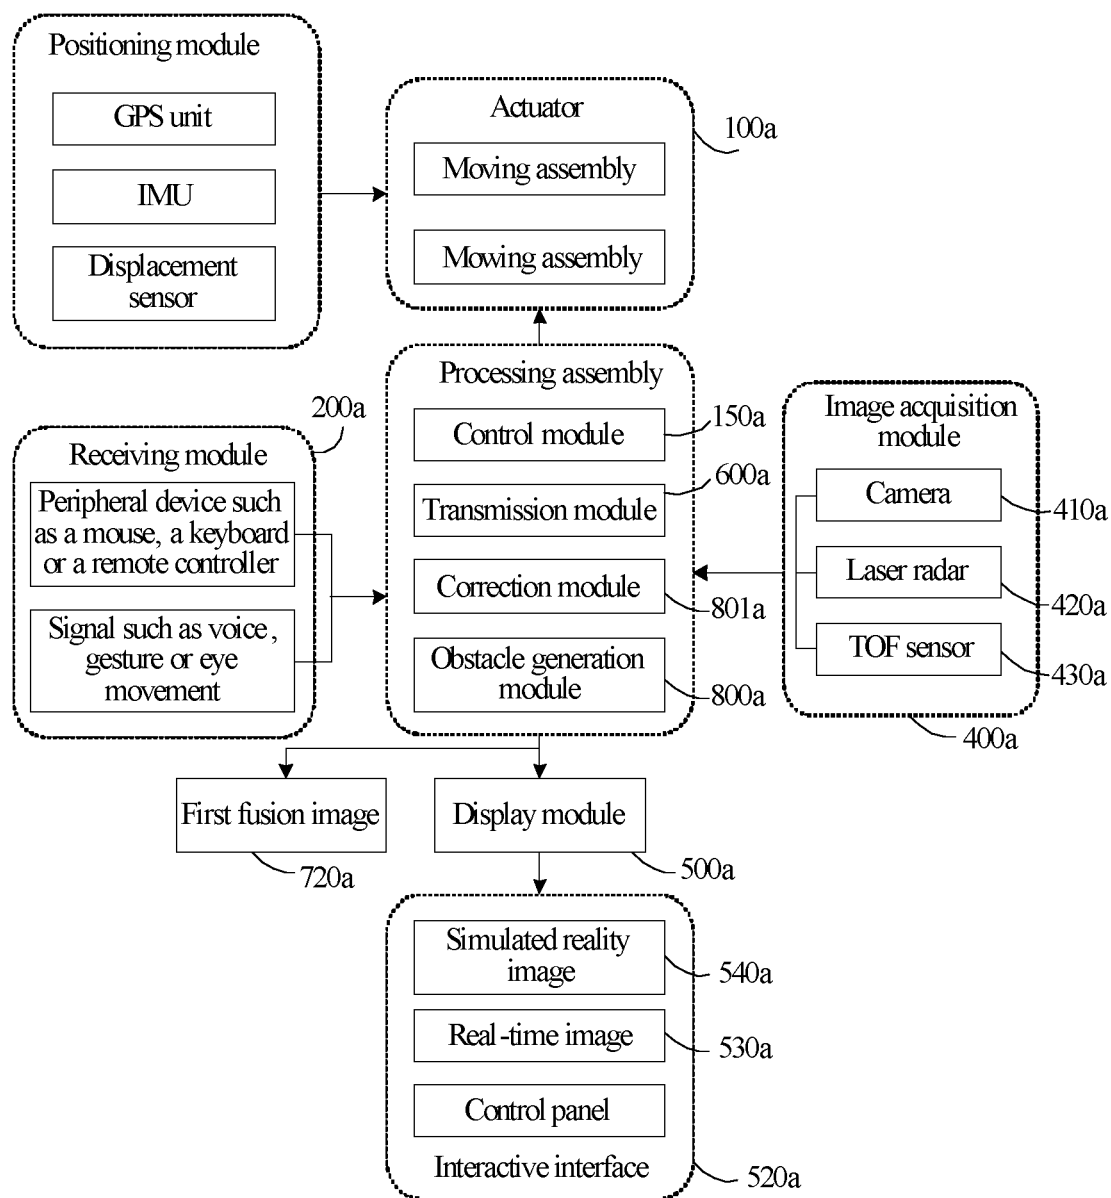 Positioning module
GPS unit
IMU
Displacement
sensor
Actuator
Moving assembly
Mowing assembly
100a
Processing assembly
Control module
Transmission module
Correction module
Obstacle generation
module
150a
600a
801a
800a
200a
Receiving module
Peripheral device such
as a mouse, a keyboard
or a remote controller
Signal such as voice,
gesture or eye
movement
Image acquisition
module
Camera
Laser radar
TOF sensor
410a
420a
430a
400a
First fusion image
720a
Display module
500a
Simulated reality
image
540a
Real-time image
530a
Control panel
Interactive interface
520a